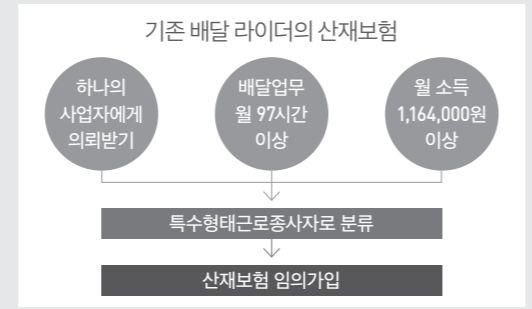 기존 배달 라이더의 산재보험
하나의
사업자에게
의뢰받기
배달업무
월 97시간
이상
월 소득
1,164,000원
이상
특수형태근로종사자로 분류
산재보험 임의가입